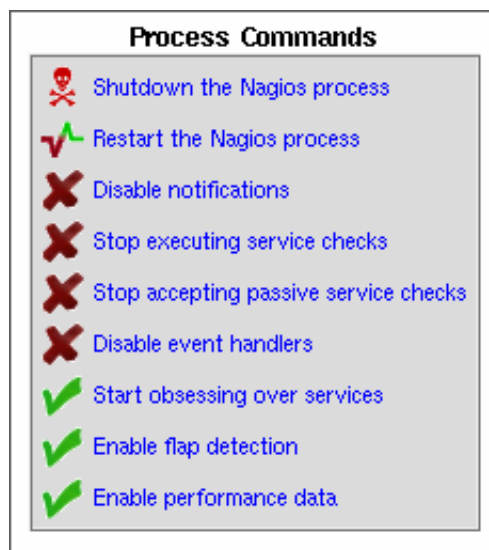 Process Commands
Shutdown the Nagios process
Restart the Nagios process
Disable notifications
Stop executing service checks
Stop accepting passive service checks
Disable event handlers
Start obsessing over services
Enable flap detection
Enable performance data